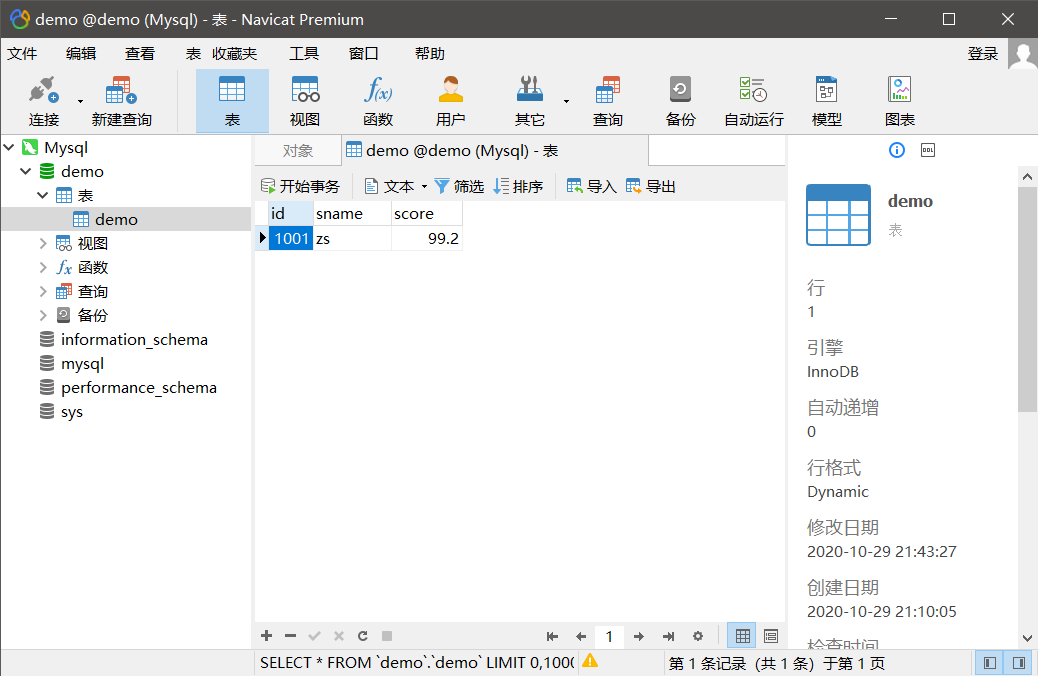 demo @demo (Mysql) - 表 - Navicat Premium
文件 编辑 查看 表 收藏夹 工具 窗口 帮助 登录
连接 新建查询 表 视图 函数 用户 其它 查询 备份 自动运行 模型 图表
Mysql
demo
表
demo
视图
函数
查询
备份
information_schema
mysql
performance_schema
sys
对象 demo @demo (Mysql) - 表
开始事务 文本 筛选 排序 导入 导出
id sname score
1001 zs 99.2
1
SELECT * FROM `demo`.`demo` LIMIT 0,1000
第 1 条记录 (共 1 条) 于第 1 页
DDL
demo
表
行
1
引擎
InnoDB
自动递增
0
行格式
Dynamic
修改日期
2020-10-29 21:43:27
创建日期
2020-10-29 21:10:05
检查时间